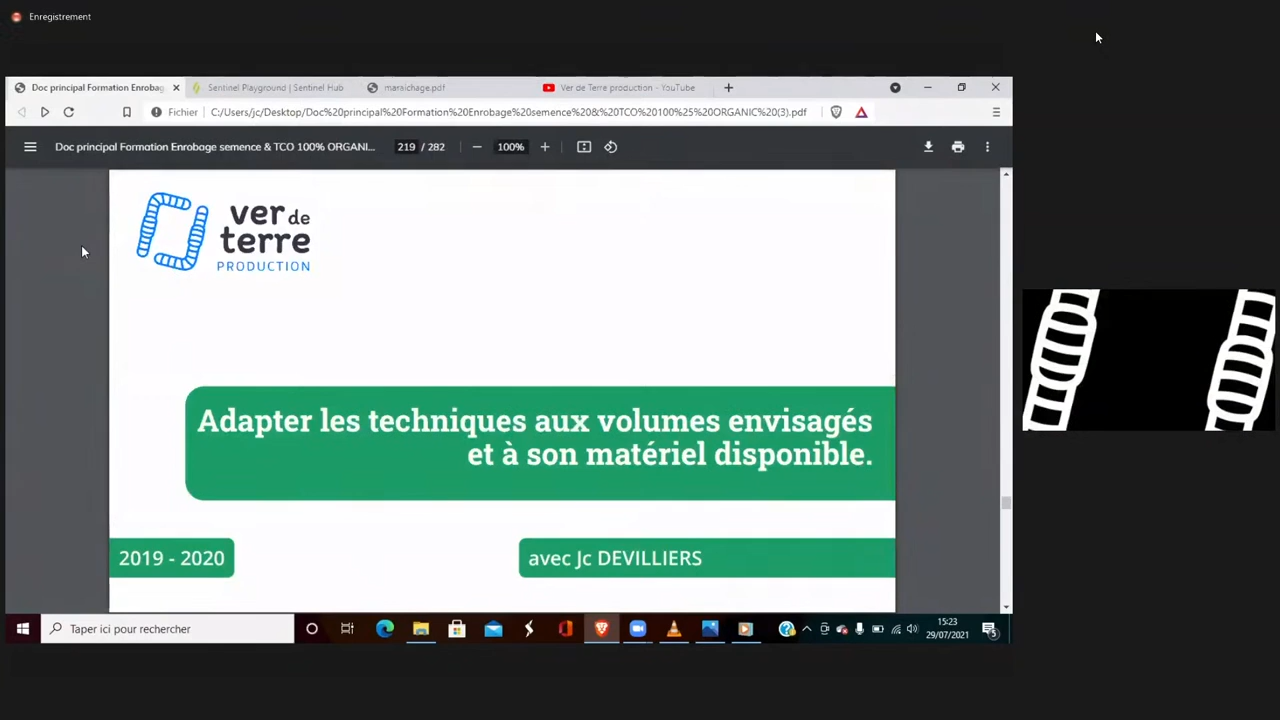 Enregistrement
Doc principal Formation Enrobag
Sentinel Playground | Sentinel Hub
maraichage.pdf
Ver de Terre production - YouTube
Fichier
C:/Users/jc/Desktop/Doc%20principal%20Formation%20Enrobage%20semence%20&%20TCO%20100%25%20ORGANIC%20(3).pdf
Doc principal Formation Enrobage semence & TCO 100% ORGANI...
219 / 282
100%
ver de
terre
PRODUCTION
Adapter les techniques aux volumes envisagés
et à son matériel disponible.
2019 - 2020
avec Jc DEVILLIERS
Taper ici pour rechercher
15:23
29/07/2021
5